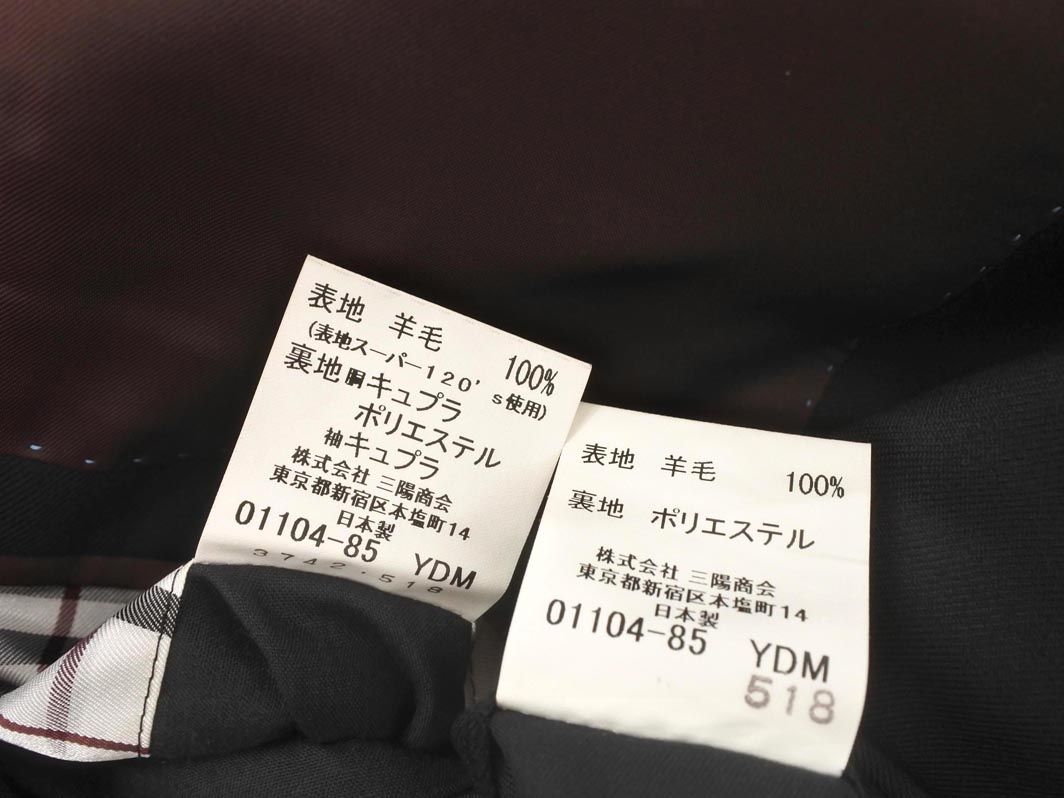 表地 羊毛 100%
(表地スーパー120's使用)
裏地 胴 キュプラ
ポリエステル
袖 キュプラ
株式会社 三陽商会
東京都新宿区本塩町14
日本製
01104-85 YDM
3742·518
表地 羊毛 100%
裏地 ポリエステル
株式会社 三陽商会
東京都新宿区本塩町14
日本製
01104-85 YDM
518